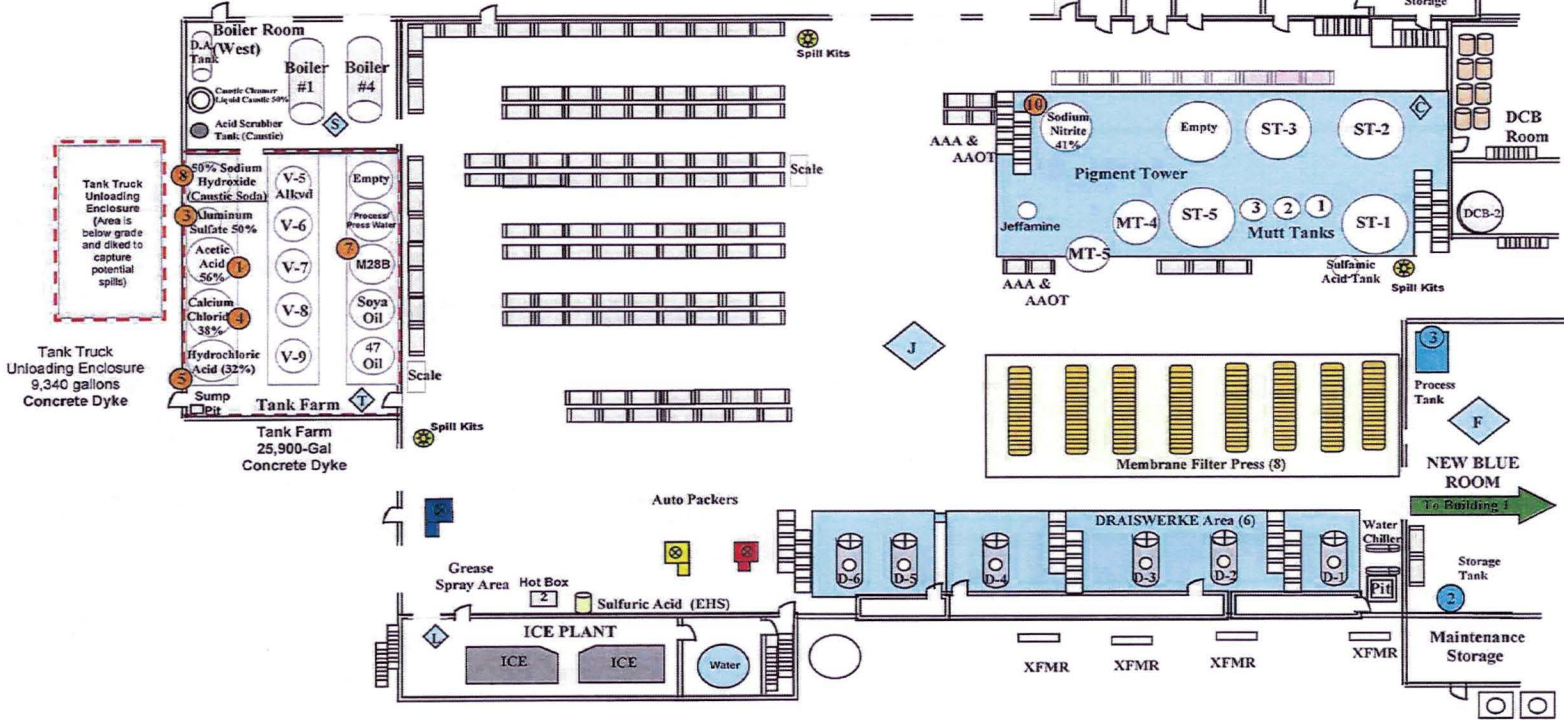 Storage
Boiler Room
(West)
D.A.
Tank
Boiler
#1
Boiler
#4
Caustic Cleaner
Liquid Caustic 50%
Acid Scrubber
Tank (Caustic)
S
Spill Kits
Tank Truck
Unloading
Enclosure
(Area is
below grade
and diked to
capture
potential
spills)
Tank Truck
Unloading Enclosure
9,340 gallons
Concrete Dyke
8
50% Sodium
Hydroxide
(Caustic Soda)
3
Aluminum
Sulfate 50%
Acetic
Acid
56%
1
Calcium
Chlorid
38%
4
Hydrochloric
Acid (32%)
5
Sump
Pit
V-5
Alkyd
V-6
V-7
V-8
V-9
Empty
Process/
Press Water
7
M28B
Soya
Oil
47
Oil
Tank Farm
T
Tank Farm
25,900-Gal
Concrete Dyke
Scale
Scale
Spill Kits
10
Sodium
Nitrite
41%
Empty
ST-3
ST-2
C
AAA &
AAOT
Pigment Tower
Jeffamine
MT-4
MT-5
ST-5
3
2
1
Mutt Tanks
ST-1
AAA &
AAOT
Sulfamic
Acid Tank
Spill Kits
DCB
Room
DCB-2
J
Membrane Filter Press (8)
3
Process
Tank
F
NEW BLUE
ROOM
To Building 1
Auto Packers
DRAISWERKE Area (6)
D-6
D-5
D-4
D-3
D-2
D-1
Water
Chiller
Pit
Storage
Tank
2
Grease
Spray Area
Hot Box
2
Sulfuric Acid (EHS)
L
ICE PLANT
ICE
ICE
Water
XFMR
XFMR
XFMR
XFMR
Maintenance
Storage